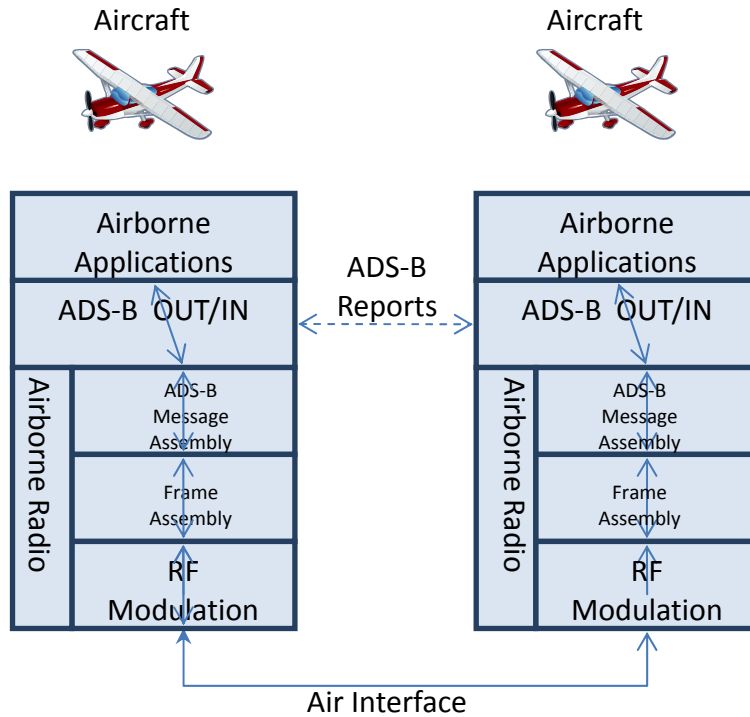 Aircraft
Aircraft
Airborne
Applications
ADS-B OUT/IN
Airborne Radio
ADS-B
Message
Assembly
Frame
Assembly
RF
Modulation
ADS-B
Reports
Airborne
Applications
ADS-B OUT/IN
Airborne Radio
ADS-B
Message
Assembly
Frame
Assembly
RF
Modulation
Air Interface